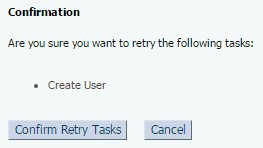 Confirmation
Are you sure you want to retry the following tasks:
Create User
Confirm Retry Tasks Cancel